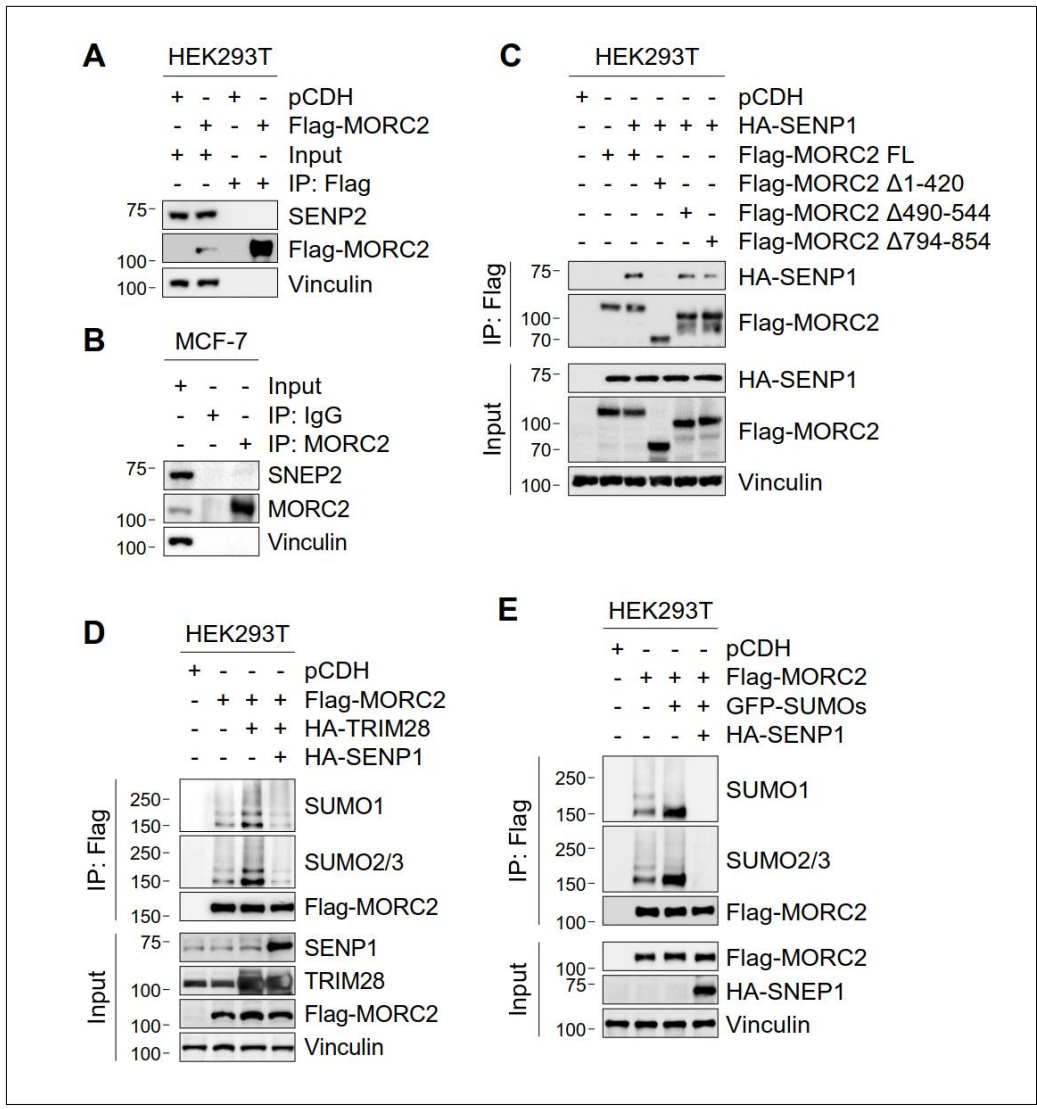 A
HEK293T
+ - + - pCDH
- + - + Flag-MORC2
+ + - - Input
- - + + IP: Flag
75- SENP2
100- Flag-MORC2
100- Vinculin
B
MCF-7
+ - - Input
- + - IP: IgG
- - + IP: MORC2
75- SNEP2
100- MORC2
100- Vinculin
C
HEK293T
+ - - - - - pCDH
- - + + + + HA-SENP1
- + + - - - Flag-MORC2 FL
- - - + - - Flag-MORC2 Δ1-420
- - - - + - Flag-MORC2 Δ490-544
- - - - - + Flag-MORC2 Δ794-854
IP: Flag
75- HA-SENP1
100- Flag-MORC2
70-
Input
75- HA-SENP1
100- Flag-MORC2
70-
100- Vinculin
D
HEK293T
+ - - - pCDH
- + + + Flag-MORC2
- - + + HA-TRIM28
- - - + HA-SENP1
IP: Flag
250- SUMO1
150-
250- SUMO2/3
150-
150- Flag-MORC2
Input
75- SENP1
100- TRIM28
100- Flag-MORC2
100- Vinculin
E
HEK293T
+ - - - pCDH
- + + + Flag-MORC2
- - + + GFP-SUMOs
- - - + HA-SENP1
IP: Flag
250- SUMO1
150-
250- SUMO2/3
150-
100- Flag-MORC2
Input
100- Flag-MORC2
75- HA-SNEP1
100- Vinculin